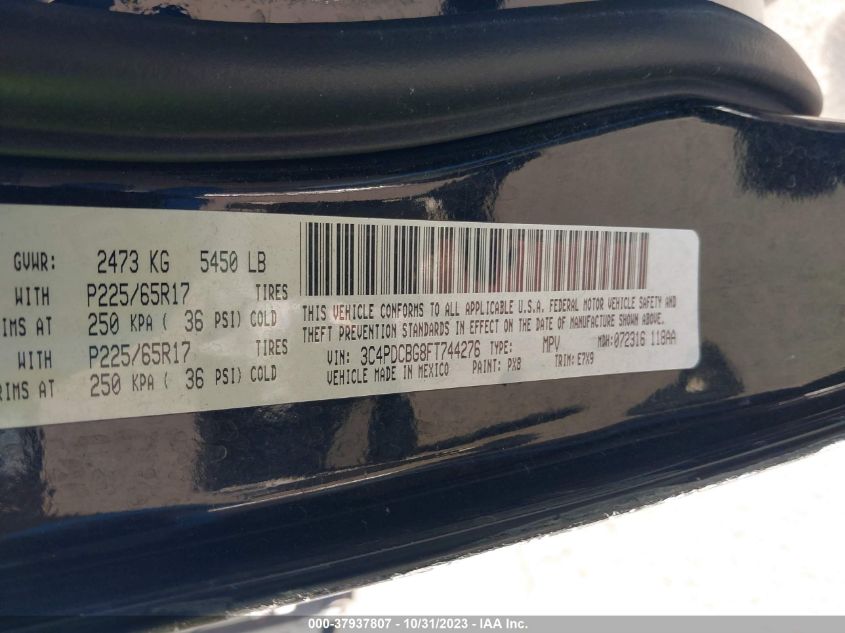 GVWR: 2473 KG 5450 LB
WITH P225/65R17 TIRES
RIMS AT 250 KPA ( 36 PSI) COLD
WITH P225/65R17 TIRES
RIMS AT 250 KPA ( 36 PSI) COLD
THIS VEHICLE CONFORMS TO ALL APPLICABLE U.S.A. FEDERAL MOTOR VEHICLE SAFETY AND
THEFT PREVENTION STANDARDS IN EFFECT ON THE DATE OF MANUFACTURE SHOWN ABOVE.
VIN: 3C4PDCBG8FT744276 TYPE: MPV MDH: 072316 118AA
VEHICLE MADE IN MEXICO PAINT: PX8 TRIM: E7X9
000-37937807 - 10/31/2023 - IAA Inc.